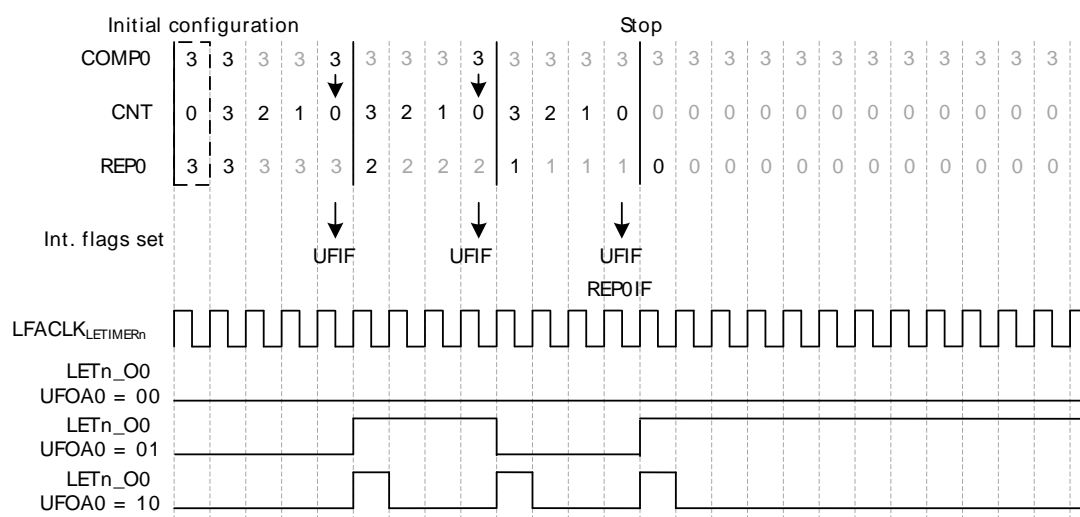 Initial configuration Stop
COMP0 3 3 3 3 3 3 3 3 3 3 3 3 3 3 3 3 3 3 3 3 3 3 3 3 3
CNT 0 3 2 1 0 3 2 1 0 3 2 1 0 0 0 0 0 0 0 0 0 0 0 0 0
REP0 3 3 3 3 3 2 2 2 2 1 1 1 1 0 0 0 0 0 0 0 0 0 0 0 0
Int. flags set
UFIF UFIF UFIF
REP0IF
LFACLKLETIMERn
LETn_O0
UFOA0 = 00
LETn_O0
UFOA0 = 01
LETn_O0
UFOA0 = 10